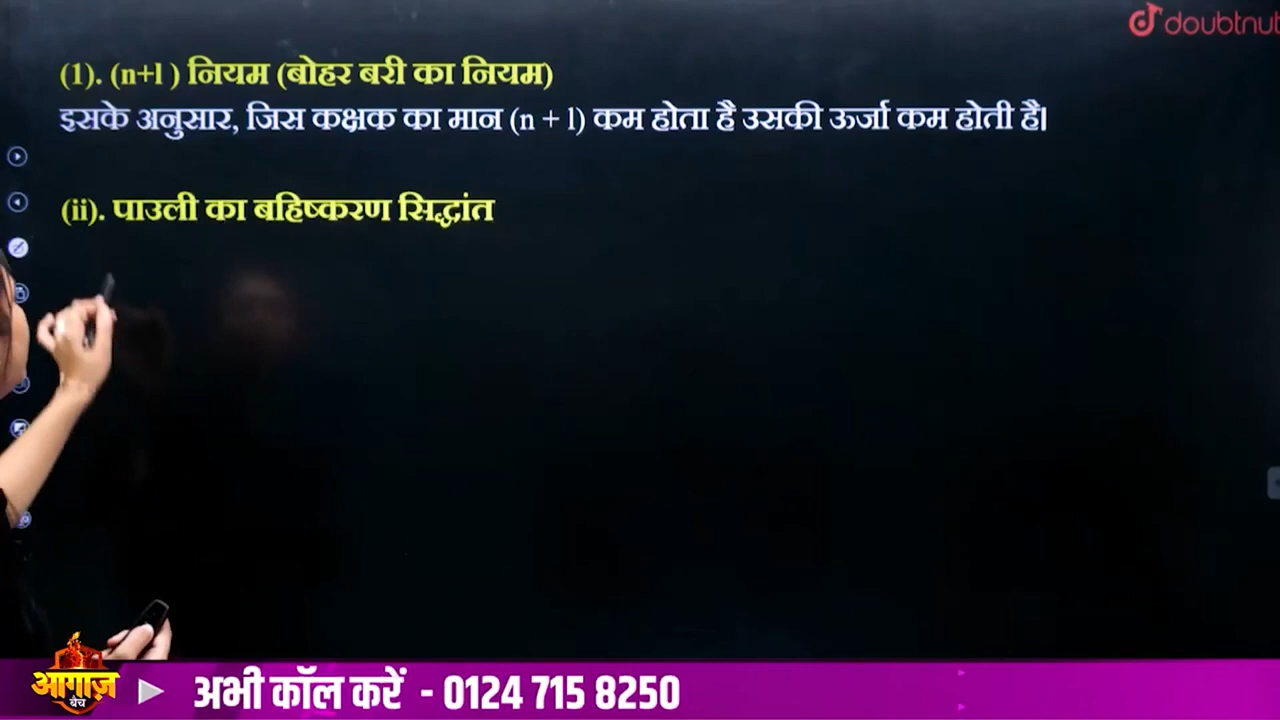 doubtnut
(1). (n+l ) नियम (बोहर बरी का नियम)
इसके अनुसार, जिस कक्षक का मान (n + l) कम होता है उसकी ऊर्जा कम होती है।
(ii). पाउली का बहिष्करण सिद्धांत
आगाज़
बैच
अभी कॉल करें - 0124 715 8250